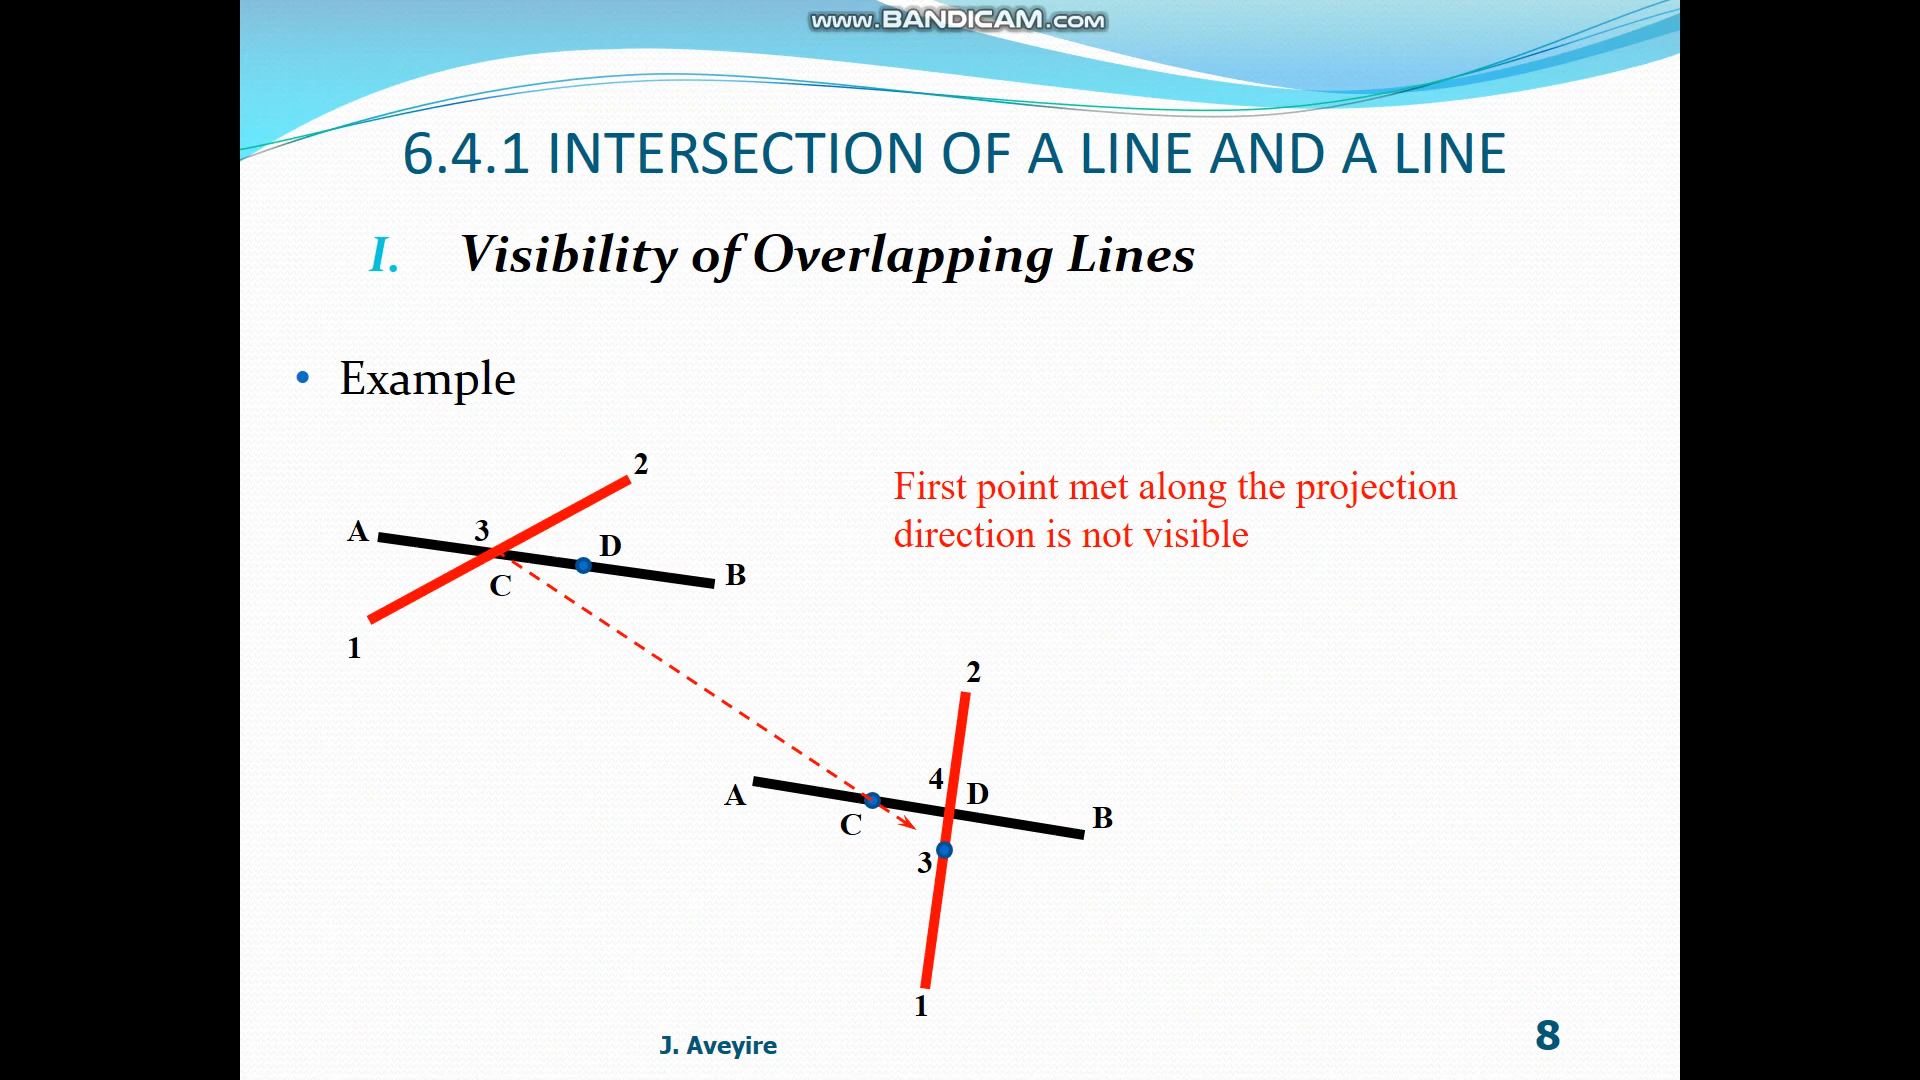 www.BANDICAM.com
6.4.1 INTERSECTION OF A LINE AND A LINE
I. Visibility of Overlapping Lines
• Example
First point met along the projection
direction is not visible
2
A
3
D
C
B
1
2
4
D
A
C
B
3
1
J. Aveyire
8